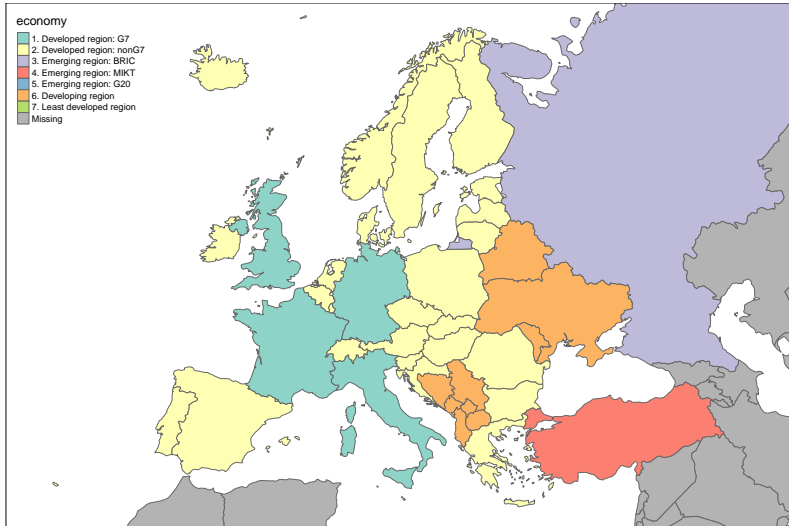 economy
1. Developed region: G7
2. Developed region: nonG7
3. Emerging region: BRIC
4. Emerging region: MIKT
5. Emerging region: G20
6. Developing region
7. Least developed region
Missing